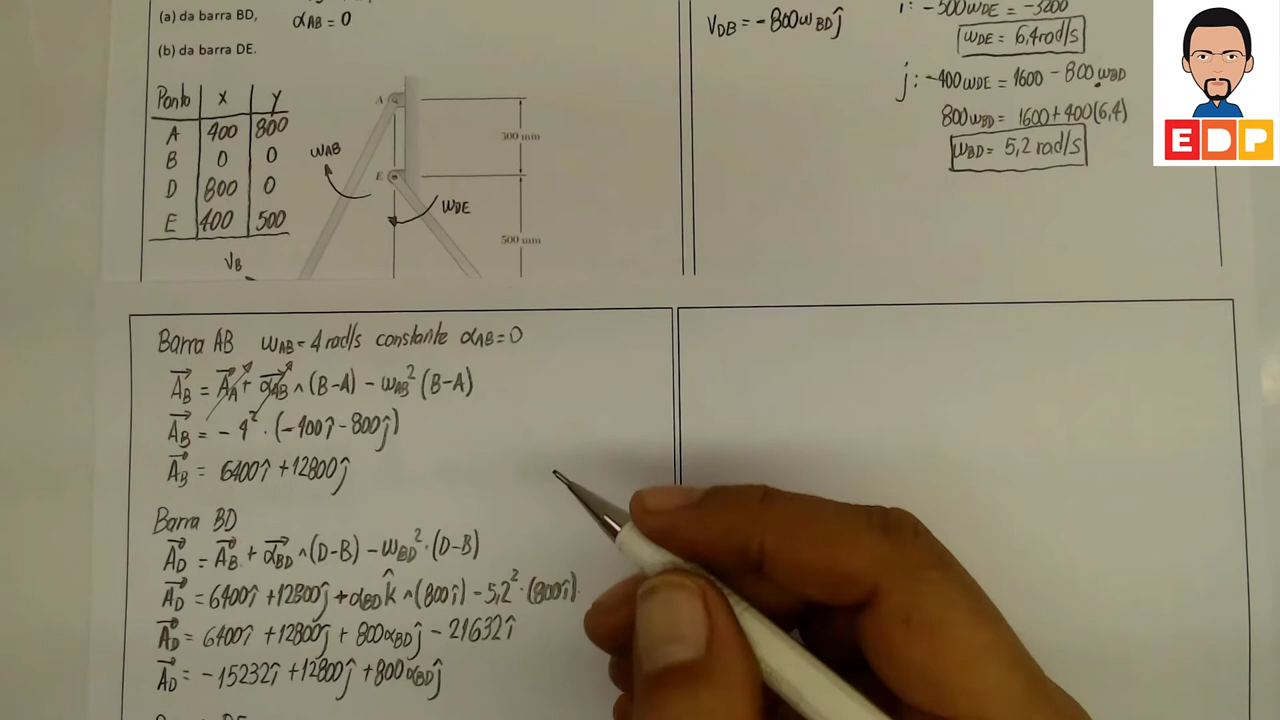 (a) da barra BD,
αAB = 0
(b) da barra DE.
Ponto x y
A 400 800
B 0 0
D 800 0
E 400 500
A
E
ωAB
ωDE
VB
300 mm
500 mm
VDB = -800ωBD ĵ
i: -500ωDE = -3200
ωDE = 6,4 rad/s
j: -400ωDE = 1600 - 800ωBD
800ωBD = 1600 + 400(6,4)
ωBD = 5,2 rad/s
EDP
Barra AB ωAB = 4 rad/s constante αAB = 0
A⃗B = A⃗A + α⃗AB ∧ (B-A) - ωAB² (B-A)
A⃗B = -4² · (-400î - 800ĵ)
A⃗B = 6400î + 12800ĵ
Barra BD
A⃗D = A⃗B + α⃗BD ∧ (D-B) - ωBD² · (D-B)
A⃗D = 6400î + 12800ĵ + αBD k̂ ∧ (800î) - 5,2² · (800î)
A⃗D = 6400î + 12800ĵ + 800αBD ĵ - 21632î
A⃗D = -15232î + 12800ĵ + 800αBD ĵ